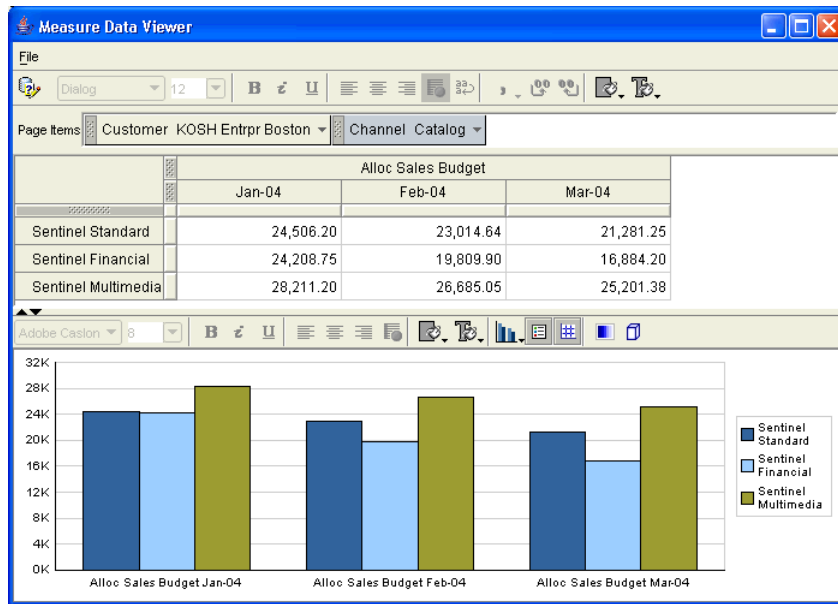 Measure Data Viewer
File
Dialog 12 B i U
Page Items Customer KOSH Entrpr Boston Channel Catalog
Alloc Sales Budget
Jan-04 Feb-04 Mar-04
Sentinel Standard 24,506.20 23,014.64 21,281.25
Sentinel Financial 24,208.75 19,809.90 16,884.20
Sentinel Multimedia 28,211.20 26,685.05 25,201.38
Adobe Caslon 8 B i U
32K
28K
24K
20K
16K
12K
8K
4K
0K
Alloc Sales Budget Jan-04 Alloc Sales Budget Feb-04 Alloc Sales Budget Mar-04
Sentinel
Standard
Sentinel
Financial
Sentinel
Multimedia